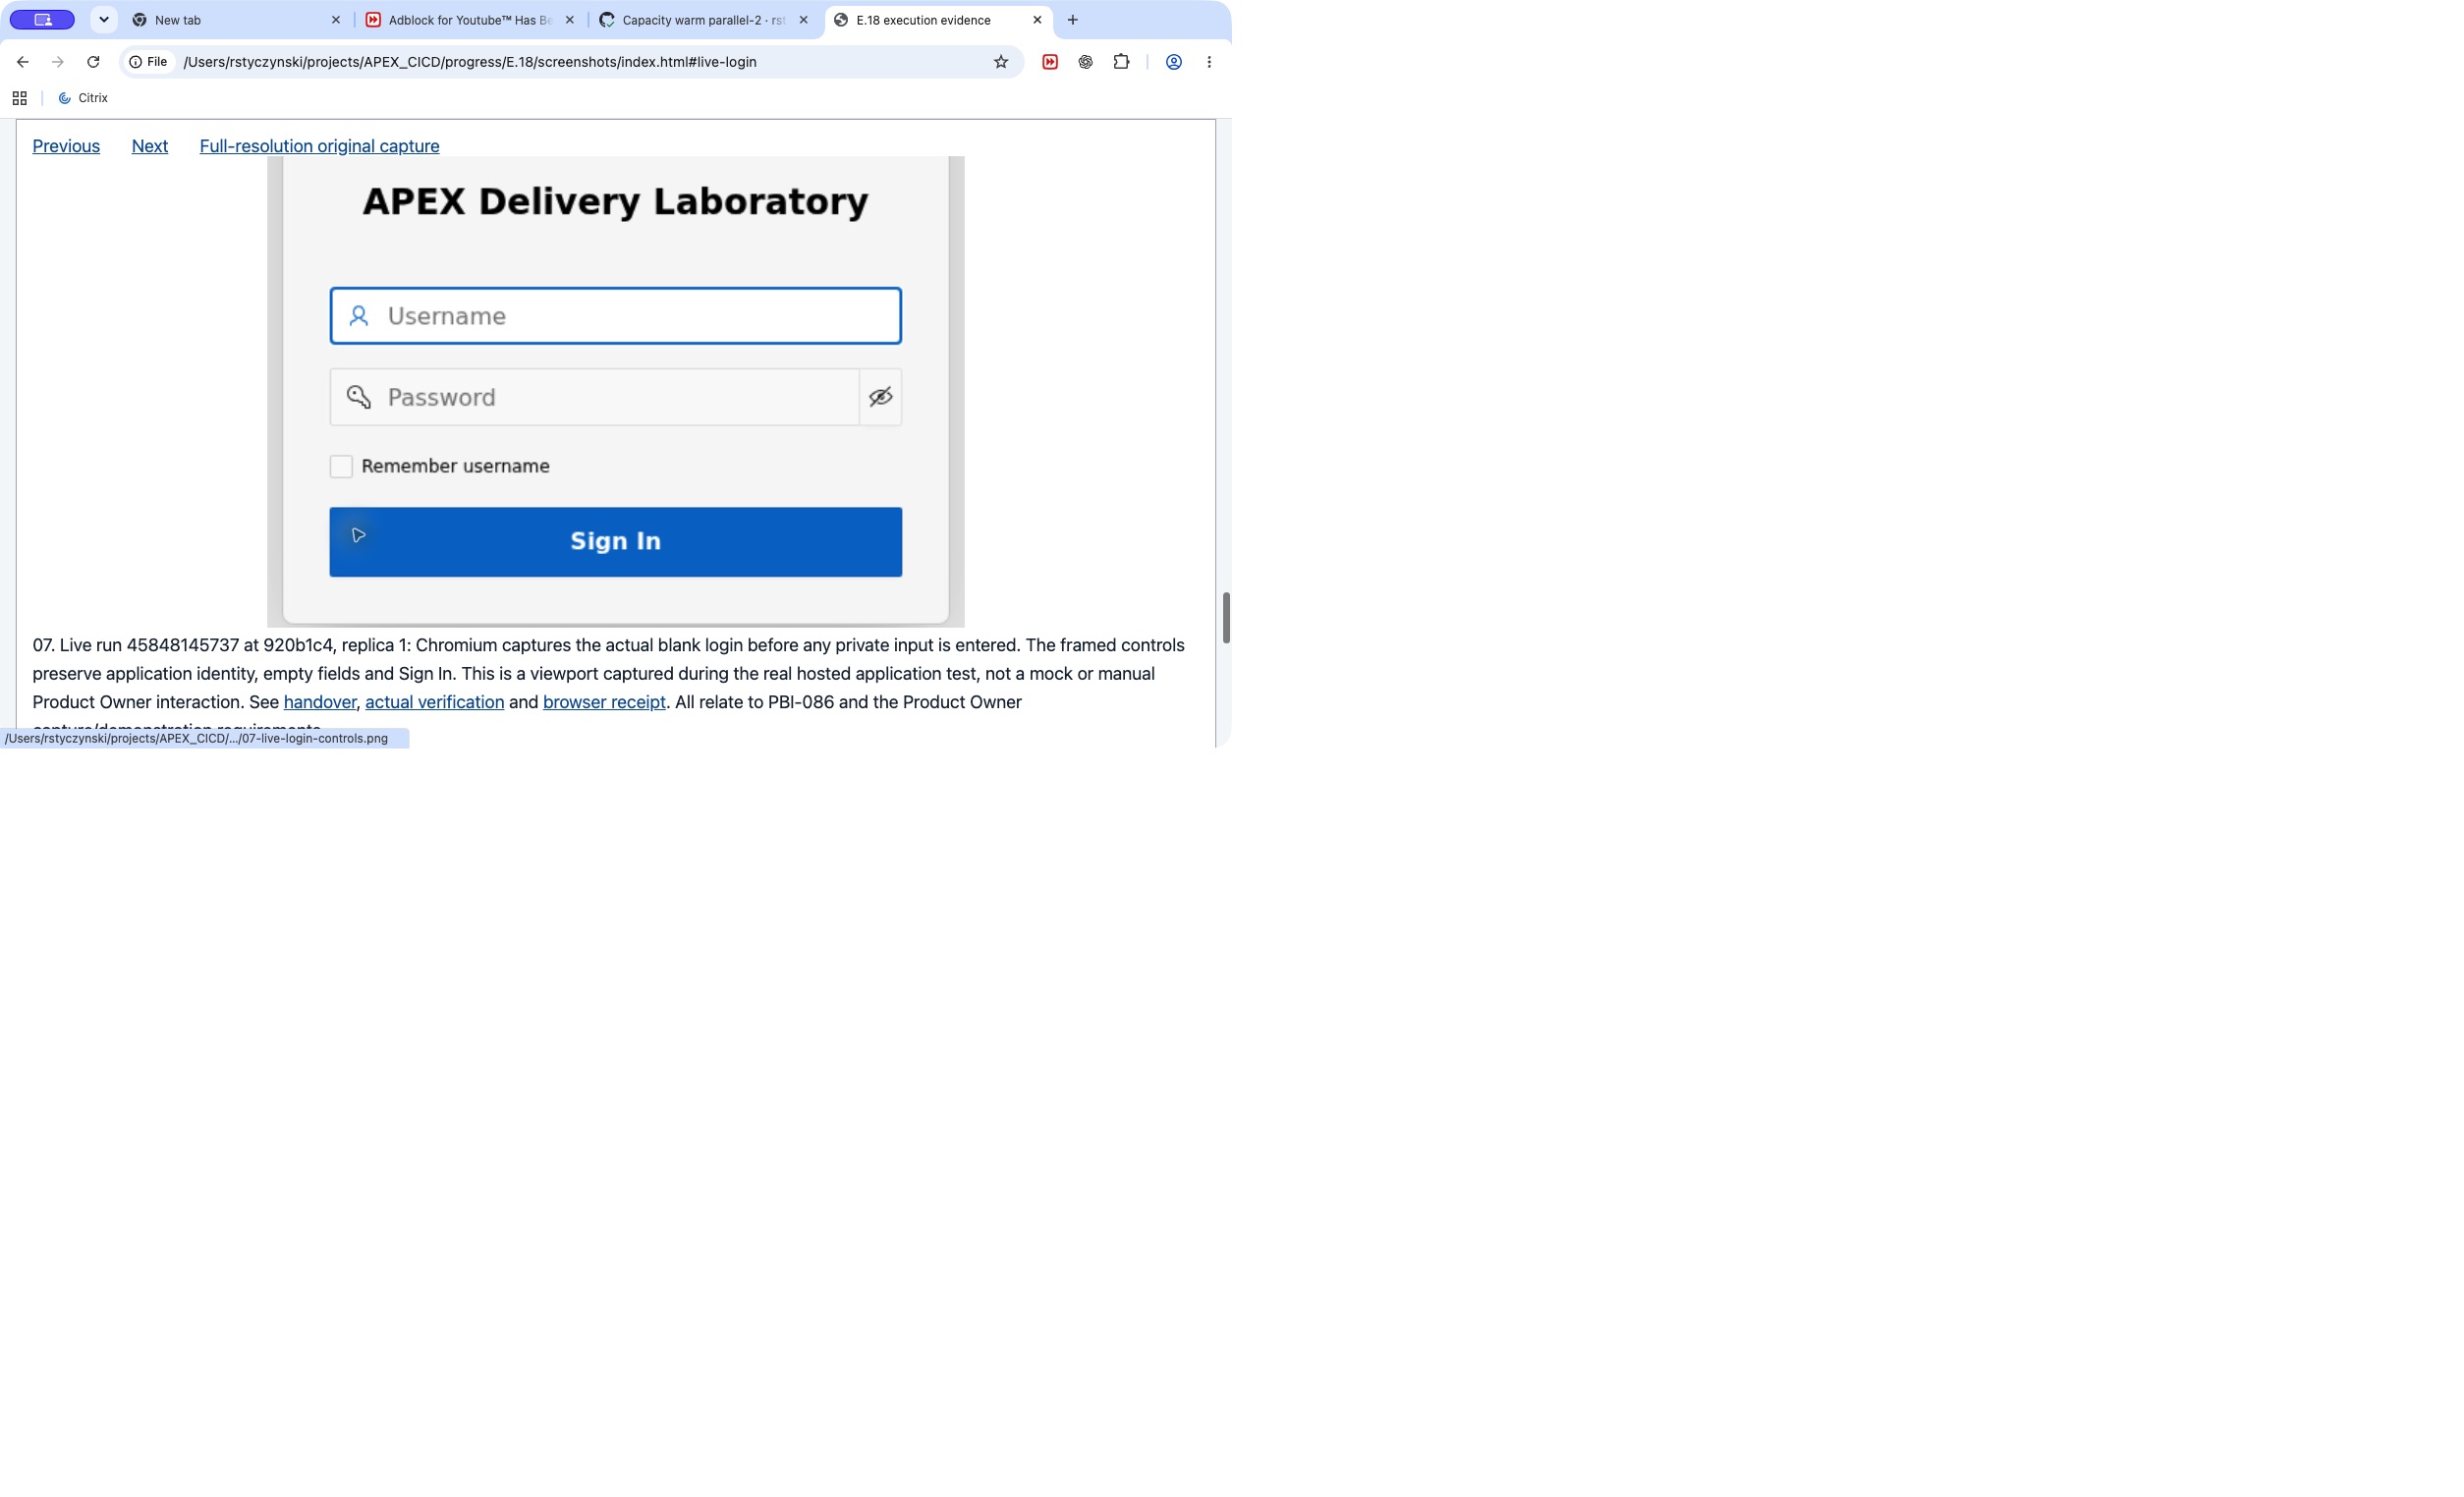 New tab
Adblock for Youtube™ Has Be
Capacity warm parallel-2 · rst
E.18 execution evidence
File
/Users/rstyczynski/projects/APEX_CICD/progress/E.18/screenshots/index.html#live-login
Citrix
Previous
Next
Full-resolution original capture
APEX Delivery Laboratory
Username
Password
Remember username
Sign In
07. Live run 45848145737 at 920b1c4, replica 1: Chromium captures the actual blank login before any private input is entered. The framed controls
preserve application identity, empty fields and Sign In. This is a viewport captured during the real hosted application test, not a mock or manual
Product Owner interaction. See handover, actual verification and browser receipt. All relate to PBI-086 and the Product Owner
capture/demonstration requirements.
/Users/rstyczynski/projects/APEX_CICD/.../07-live-login-controls.png